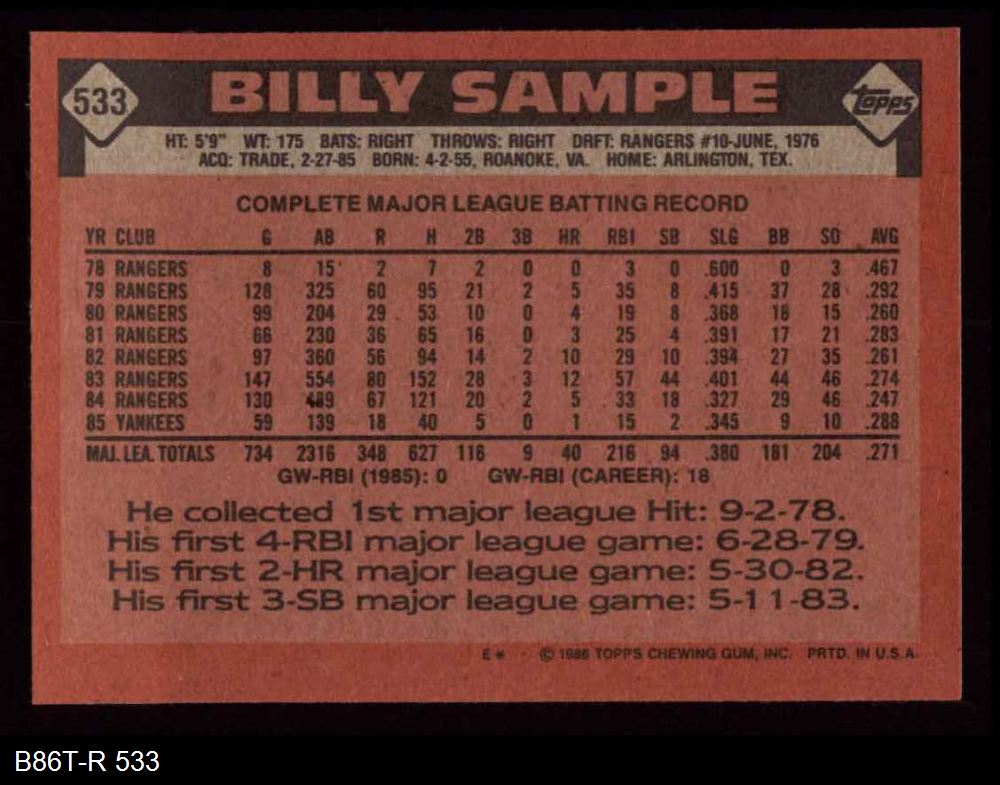 533 BILLY SAMPLE Topps
HT: 5'9" WT: 175 BATS: RIGHT THROWS: RIGHT DRFT: RANGERS #10-JUNE, 1976
ACQ: TRADE, 2-27-85 BORN: 4-2-55, ROANOKE, VA. HOME: ARLINGTON, TEX.
COMPLETE MAJOR LEAGUE BATTING RECORD
YR CLUB G AB R H 2B 3B HR RBI SB SLG BB SO AVG
78 RANGERS 8 15 2 7 2 0 0 3 0 .600 0 3 .467
79 RANGERS 128 325 60 95 21 2 5 35 8 .415 37 28 .292
80 RANGERS 99 204 29 53 10 0 4 19 8 .368 18 15 .260
81 RANGERS 66 230 36 65 16 0 3 25 4 .391 17 21 .283
82 RANGERS 97 360 56 94 14 2 10 29 10 .394 27 35 .261
83 RANGERS 147 554 80 152 28 3 12 57 44 .401 44 46 .274
84 RANGERS 130 489 67 121 20 2 5 33 18 .327 29 46 .247
85 YANKEES 59 139 18 40 5 0 1 15 2 .345 9 10 .288
MAJ. LEA. TOTALS 734 2316 348 627 116 9 40 216 94 .380 181 204 .271
GW-RBI (1985): 0 GW-RBI (CAREER): 18
He collected 1st major league Hit: 9-2-78.
His first 4-RBI major league game: 6-28-79.
His first 2-HR major league game: 5-30-82.
His first 3-SB major league game: 5-11-83.
E* © 1986 TOPPS CHEWING GUM, INC. PRTD. IN U.S.A.
B86T-R 533